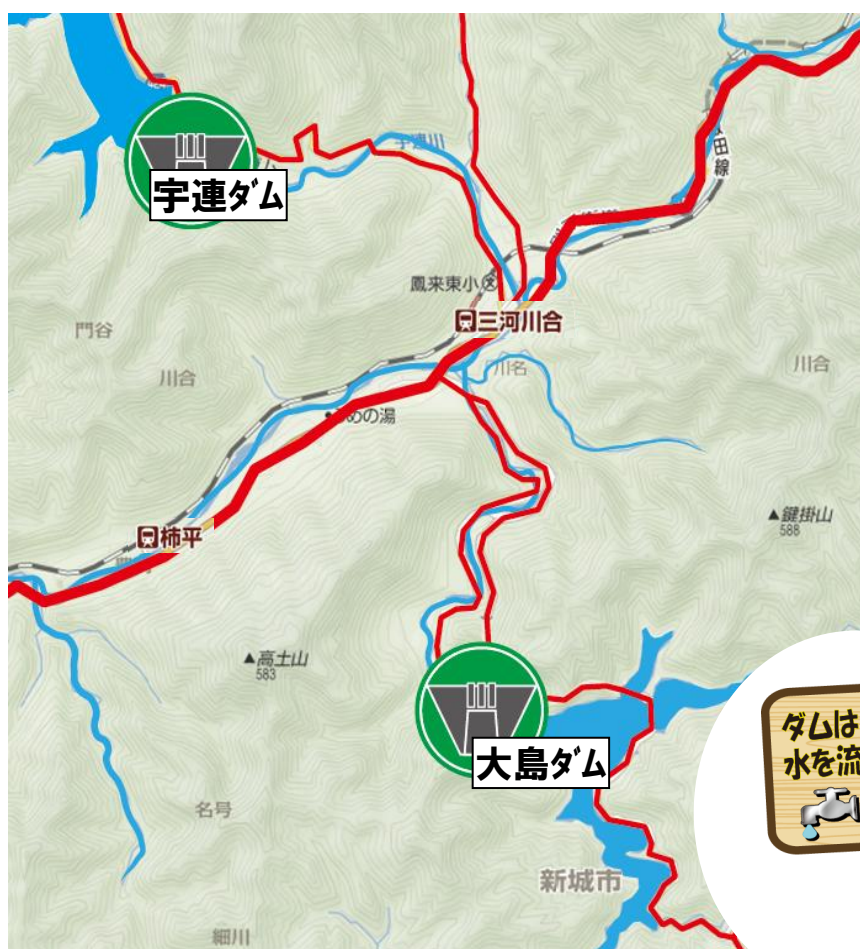 宇連川
宇連ダム
田線
鳳来東小
三河川合
門谷
川合
川名
川合
めの湯
柿平
▲鍵掛山
588
▲高土山
583
大島ダム
ダムは
水を流
名号
新城市
細川